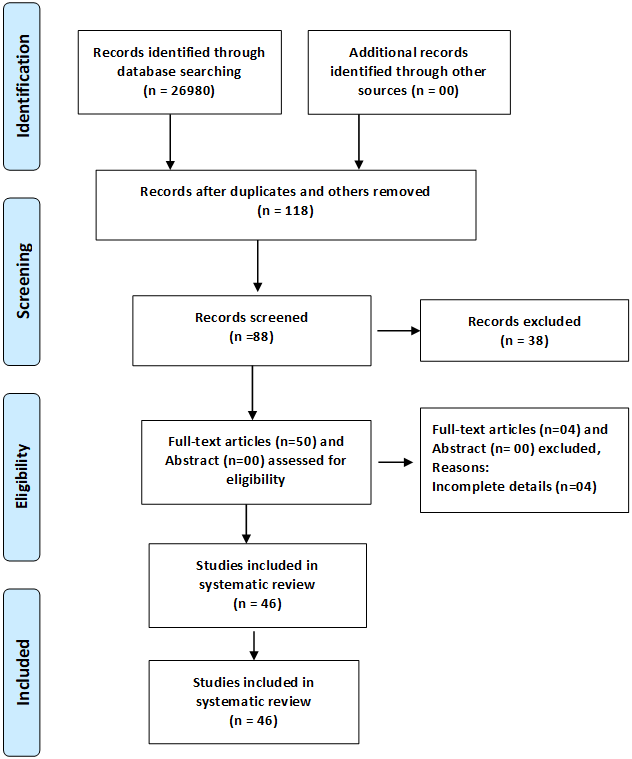 Identification
Records identified through
database searching
(n = 26980)
Additional records
identified through other
sources (n = 00)
Records after duplicates and others removed
(n = 118)
Screening
Records screened
(n =88)
Records excluded
(n = 38)
Eligibility
Full-text articles (n=50) and
Abstract (n=00) assessed for
eligibility
Full-text articles (n=04) and
Abstract (n= 00) excluded,
Reasons:
Incomplete details (n=04)
Studies included in
systematic review
(n = 46)
Included
Studies included in
systematic review
n = 46)